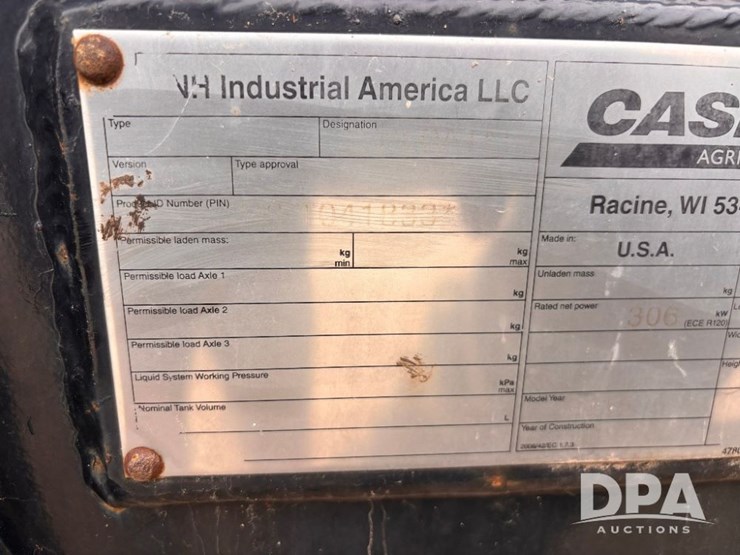 NH Industrial America LLC
Type
Designation
Version
Type approval
Product ID Number (PIN)
Permissible laden mass:
kg
min
kg
max
Permissible load Axle 1
kg
Permissible load Axle 2
kg
Permissible load Axle 3
kg
Liquid System Working Pressure
kPa
max
Nominal Tank Volume
L
CAS
AGRI
Racine, WI 53
Made in:
U.S.A.
Unladen mass
kg
Rated net power
306
kW
(ECE R120)
Model Year
Year of Construction
DPA
AUCTIONS